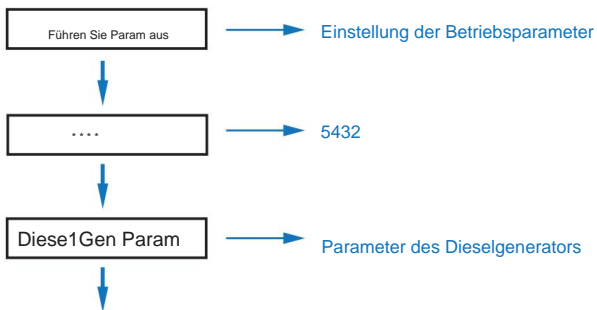 Führen Sie Param aus
Einstellung der Betriebsparameter
....
5432
Diese1Gen Param
Parameter des Dieselgenerators